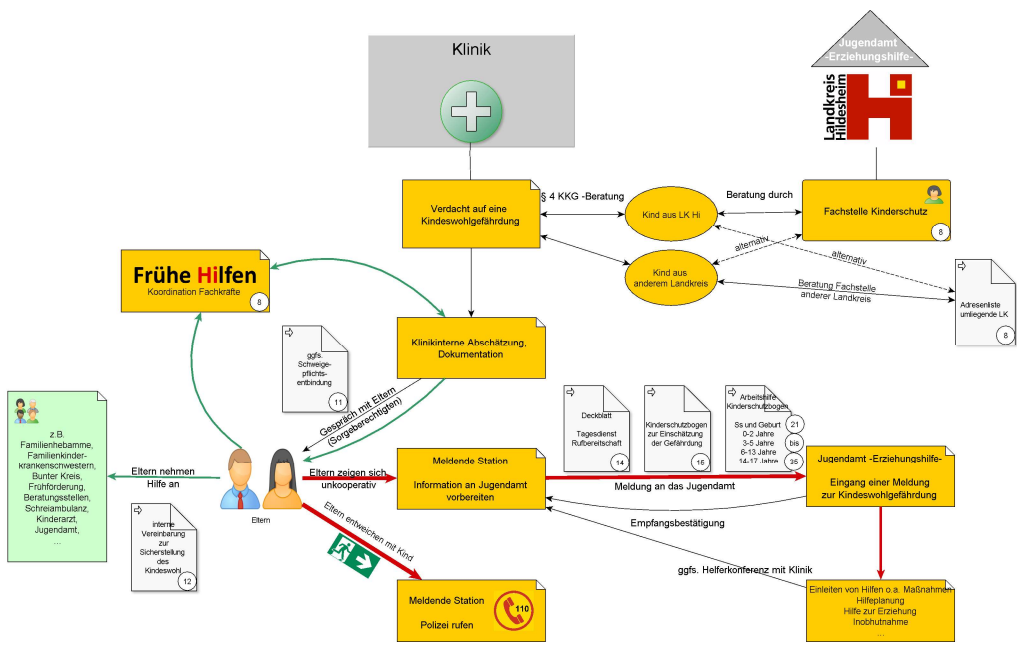 Klinik
Jugendamt
-Erziehungshilfe-
Landkreis
Hildesheim
Hi
Verdacht auf eine
Kindeswohlgefährdung
§ 4 KKG -Beratung
Kind aus LK Hi
Beratung durch
Fachstelle Kinderschutz
8
alternativ
alternativ
Kind aus
anderem Landkreis
Beratung Fachstelle
anderer Landkreis
Adresenliste
umliegende LK
8
Frühe Hilfen
Koordination Fachkräfte
8
Klinikinterne Abschätzung,
Dokumentation
ggfs.
Schweige-
pflichts-
entbindung
11
Gespräch mit Eltern
(Sorgeberechtigten)
Deckblatt
Tagesdienst
Rufbereitschaft
14
Kinderschutzbogen
zur Einschätzung
der Gefährdung
15
Arbeitshilfe
Kinderschutzbogen
Ss und Geburt
0-2 Jahre
3-5 Jahre
6-13 Jahre
14-17 Jahre
21
bis
25
z.B.
Familienhebamme,
Familienkinder-
krankenschwestern,
Bunter Kreis,
Frühförderung,
Beratungsstellen,
Schreiambulanz,
Kinderarzt,
Jugendamt,
...
Eltern nehmen
Hilfe an
Eltern
Eltern zeigen sich
unkooperativ
Meldende Station
Information an Jugendamt
vorbereiten
Meldung an das Jugendamt
Jugendamt -Erziehungshilfe-
Eingang einer Meldung
zur Kindeswohlgefährdung
Empfangsbestätigung
interne
Vereinbarung
zur
Sicherstellung
des
Kindeswohl
12
Eltern entweichen mit Kind
ggfs. Helferkonferenz mit Klinik
Meldende Station
Polizei rufen
110
Einleiten von Hilfen o.a. Maßnahmen
Hilfeplanung
Hilfe zur Erziehung
Inobhutnahme
...